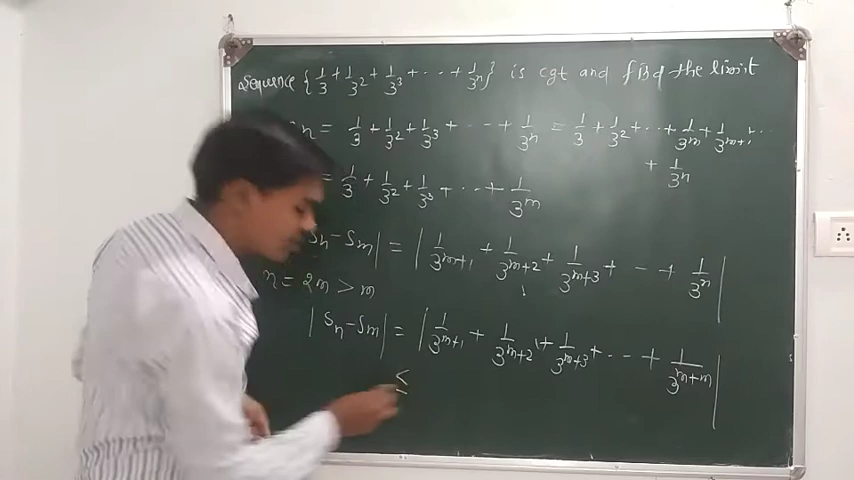 sequence {1/3 + 1/3² + 1/3³ + ... + 1/3ⁿ} is cgt and find the limit
n = 1/3 + 1/3² + 1/3³ + ... + 1/3ⁿ = 1/3 + 1/3² + ... + 1/3ᵐ + 1/3ᵐ⁺¹ + ...
+ 1/3ⁿ
= 1/3 + 1/3² + 1/3³ + ... + 1/3ᵐ
Sn - Sm| = | 1/3ᵐ⁺¹ + 1/3ᵐ⁺² + 1/3ᵐ⁺³ + -- + 1/3ⁿ |
n = 2m > m
| Sn - Sm | = | 1/3ᵐ⁺¹ + 1/3ᵐ⁺² + 1/3ᵐ⁺³ + --- + 1/3ᵐ⁺ᵐ |
≤